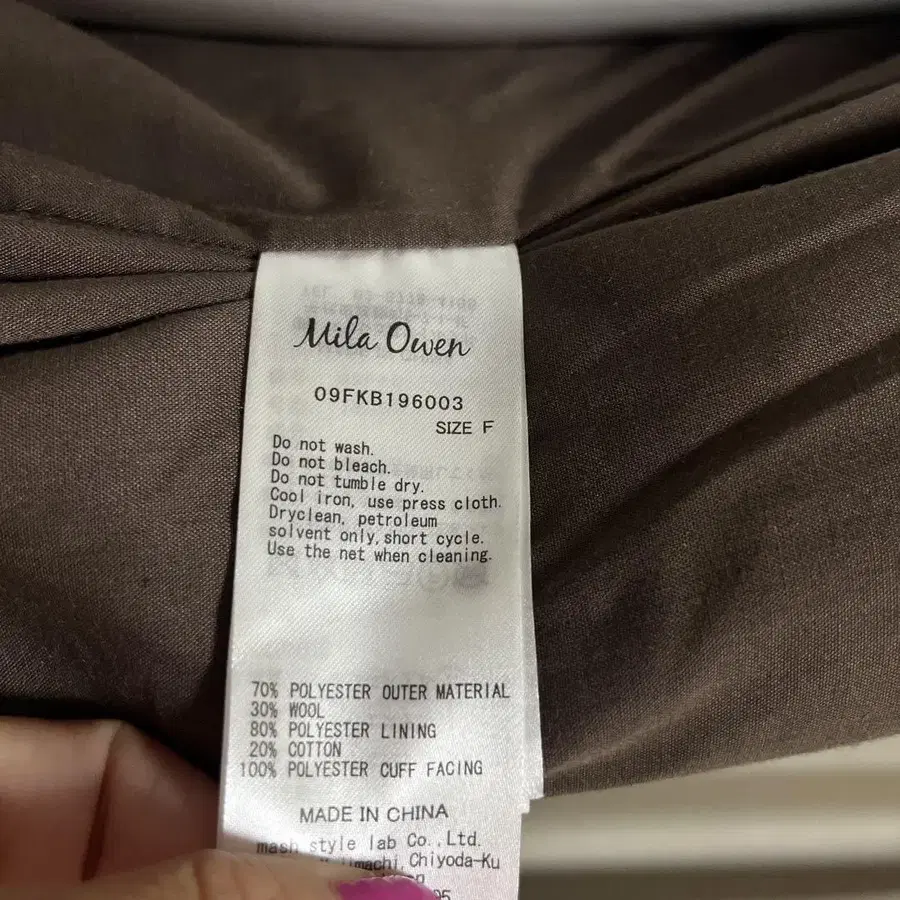 Mila Owen
09FKB196003
SIZE F
Do not wash.
Do not bleach.
Do not tumble dry.
Cool iron, use press cloth.
Dryclean, petroleum
solvent only, short cycle.
Use the net when cleaning.
70% POLYESTER OUTER MATERIAL
30% WOOL
80% POLYESTER LINING
20% COTTON
100% POLYESTER CUFF FACING
MADE IN CHINA
mash style lab Co., Ltd.
Chiyoda-Ku